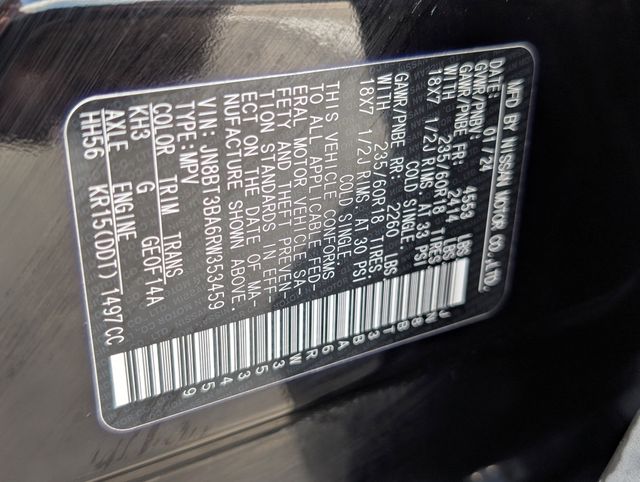 MFD BY NISSAN MOTOR CO.,LTD.
DATE: 01/24
GVWR/PNBV: 4553 LBS
GAWR/PNBE FR: 2414 LBS
WITH 235/60R18 TIRES
18X7 1/2J RIMS AT 33 PSI
COLD SINGLE
GAWR/PNBE RR: 2260 LBS
WITH 235/60R18 TIRES
18X7 1/2J RIMS AT 30 PSI
COLD SINGLE
THIS VEHICLE CONFORMS
TO ALL APPLICABLE FED-
ERAL MOTOR VEHICLE SA-
FETY AND THEFT PREVEN-
TION STANDARDS IN EFF
ECT ON THE DATE OF MA-
NUFACTURE SHOWN ABOVE.
VIN: JN8BT3BA6RW353459
TYPE: MPV
COLOR TRIM TRANS
KH3 G GE0F14A
AXLE ENGINE
HH56 KR15(DDT) 1497CC
JN8BT3BA6RW353459